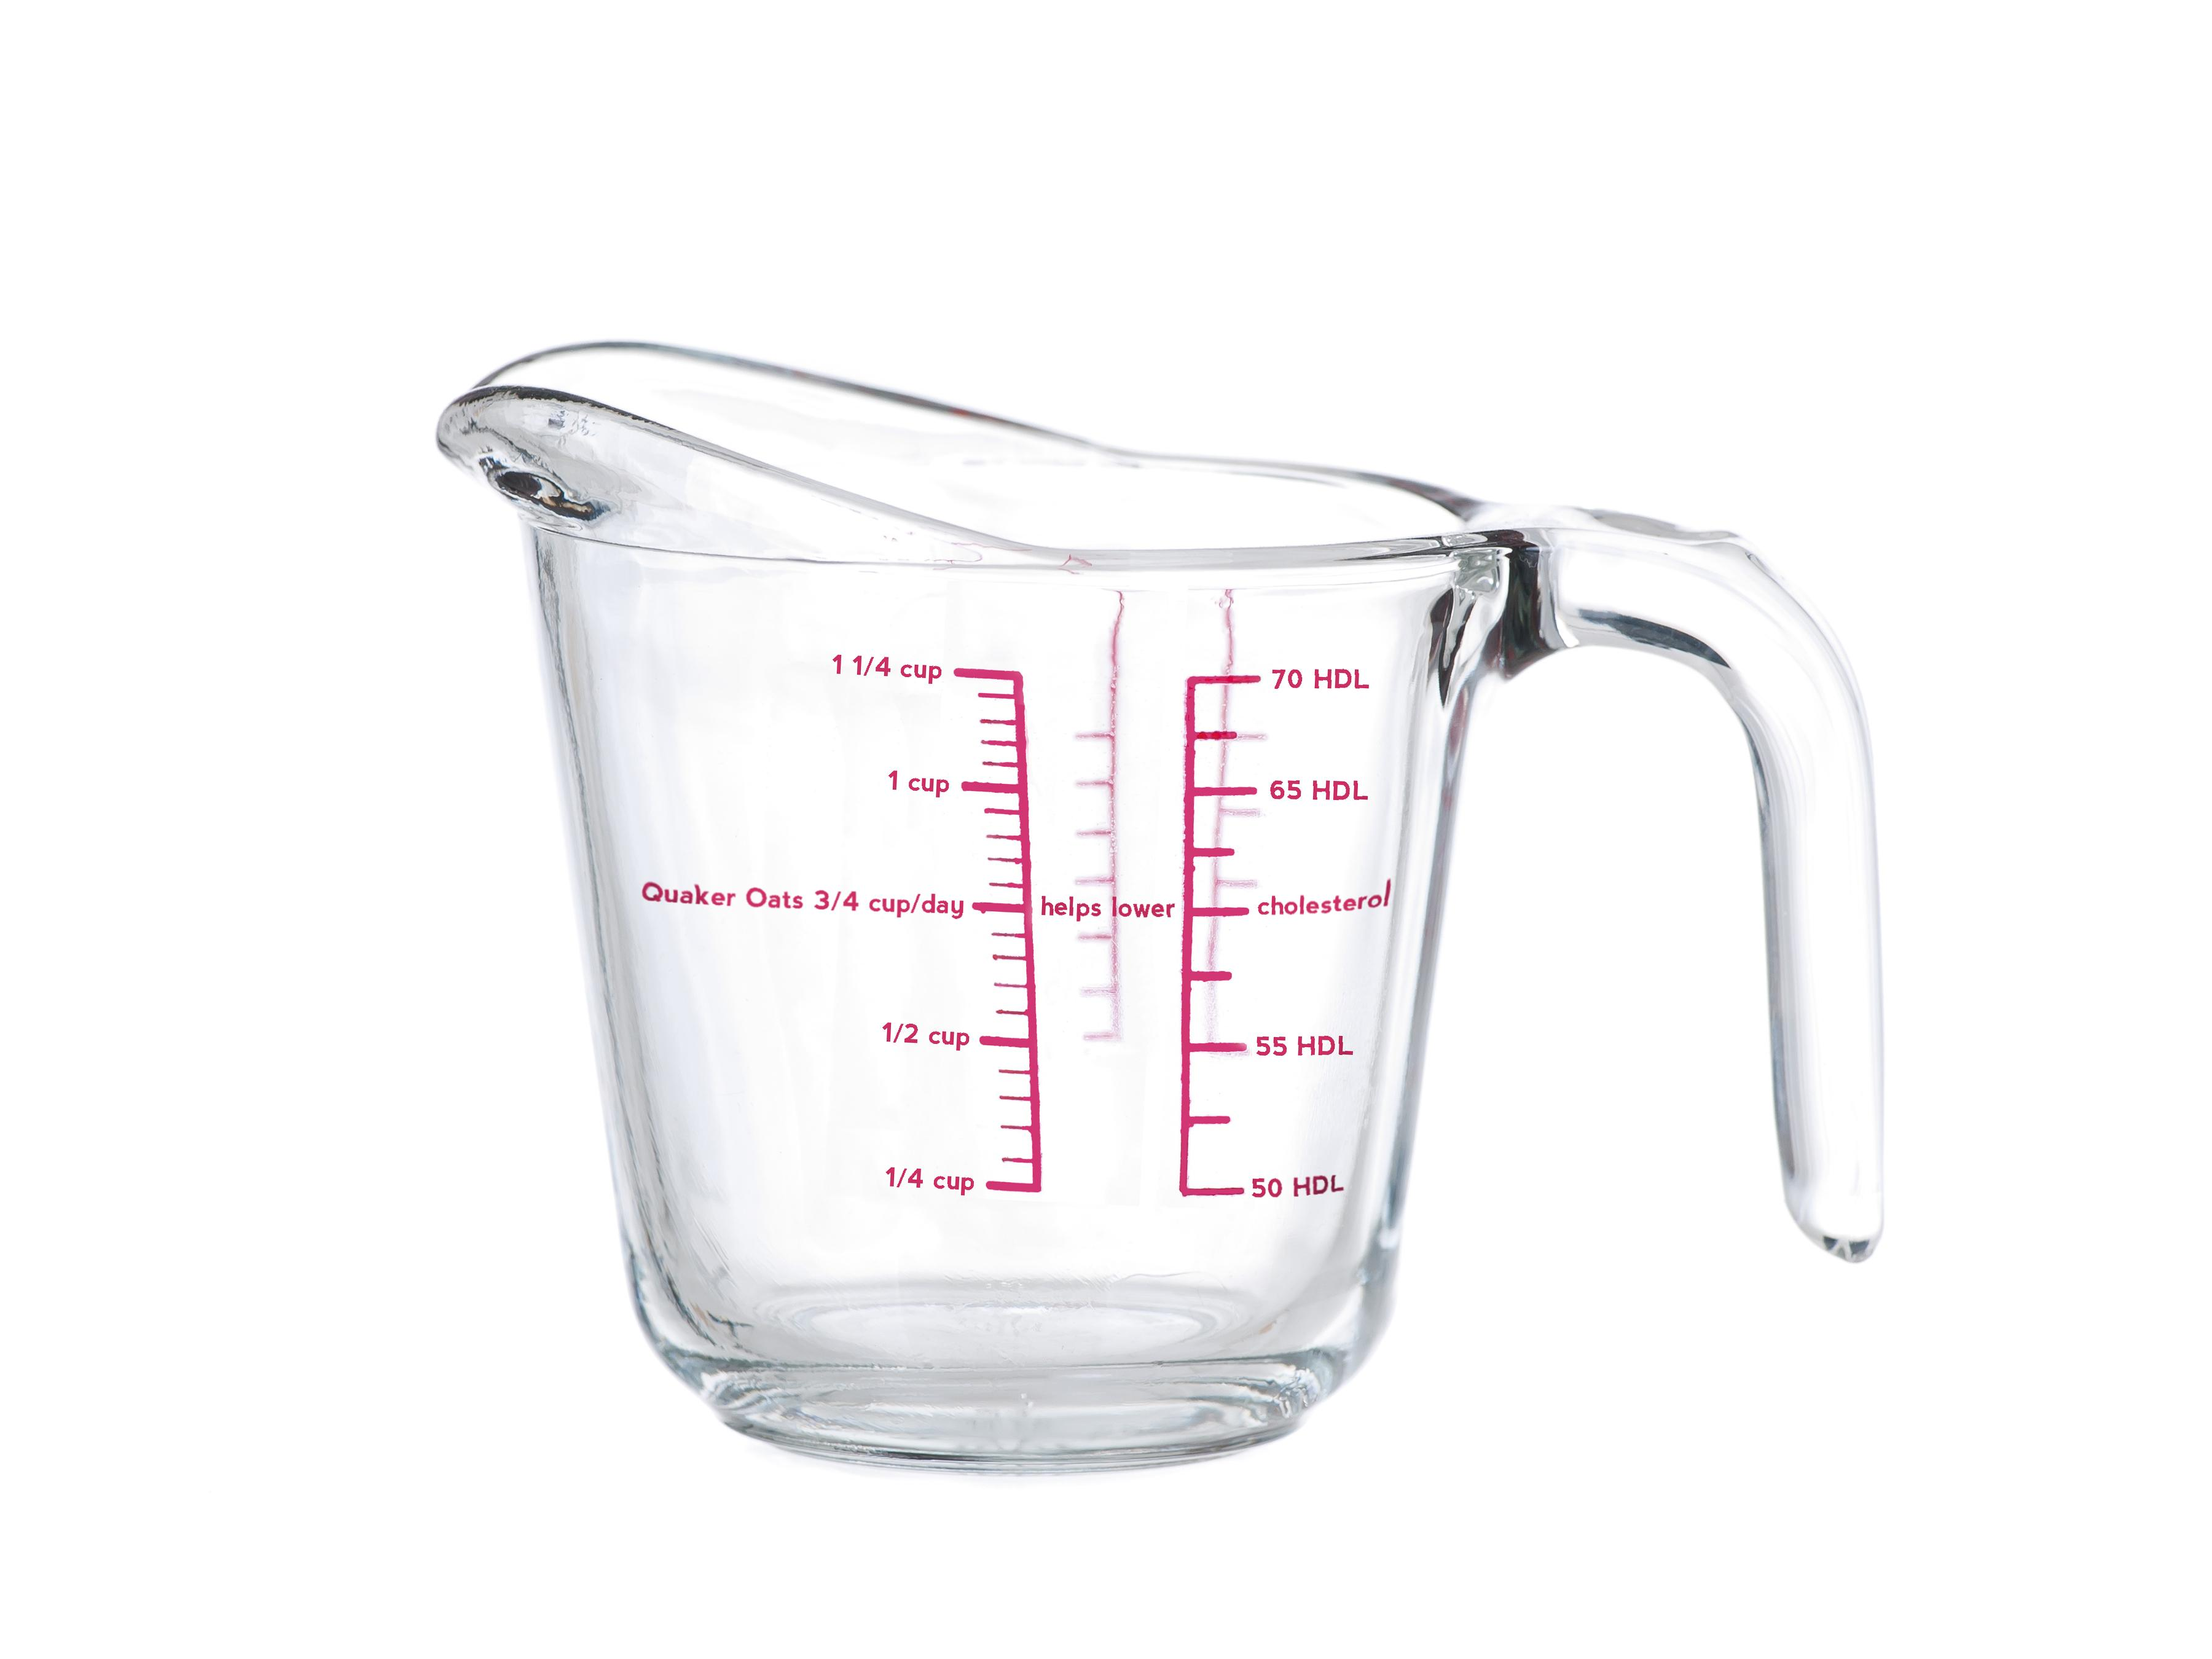 1 1/4 cup 70 HDL
1 cup 65 HDL
Quaker Oats 3/4 cup/day helps lower cholesterol
1/2 cup 55 HDL
1/4 cup 50 HDL